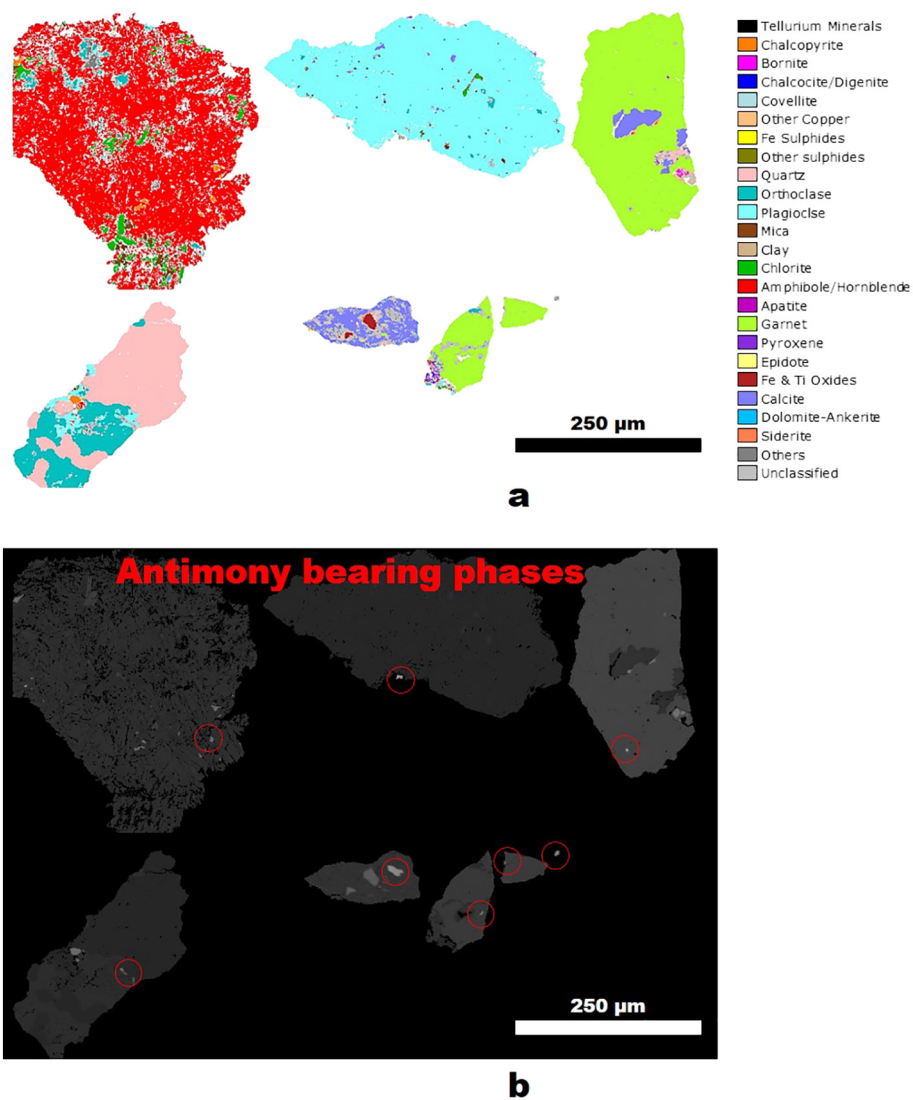 Tellurium Minerals
Chalcopyrite
Bornite
Chalcocite/Digenite
Covellite
Other Copper
Fe Sulphides
Other sulphides
Quartz
Orthoclase
Plagioclse
Mica
Clay
Chlorite
Amphibole/Hornblende
Apatite
Garnet
Pyroxene
Epidote
Fe & Ti Oxides
Calcite
Dolomite-Ankerite
Siderite
Others
Unclassified
250 µm
a
Antimony bearing phases
250 µm
b